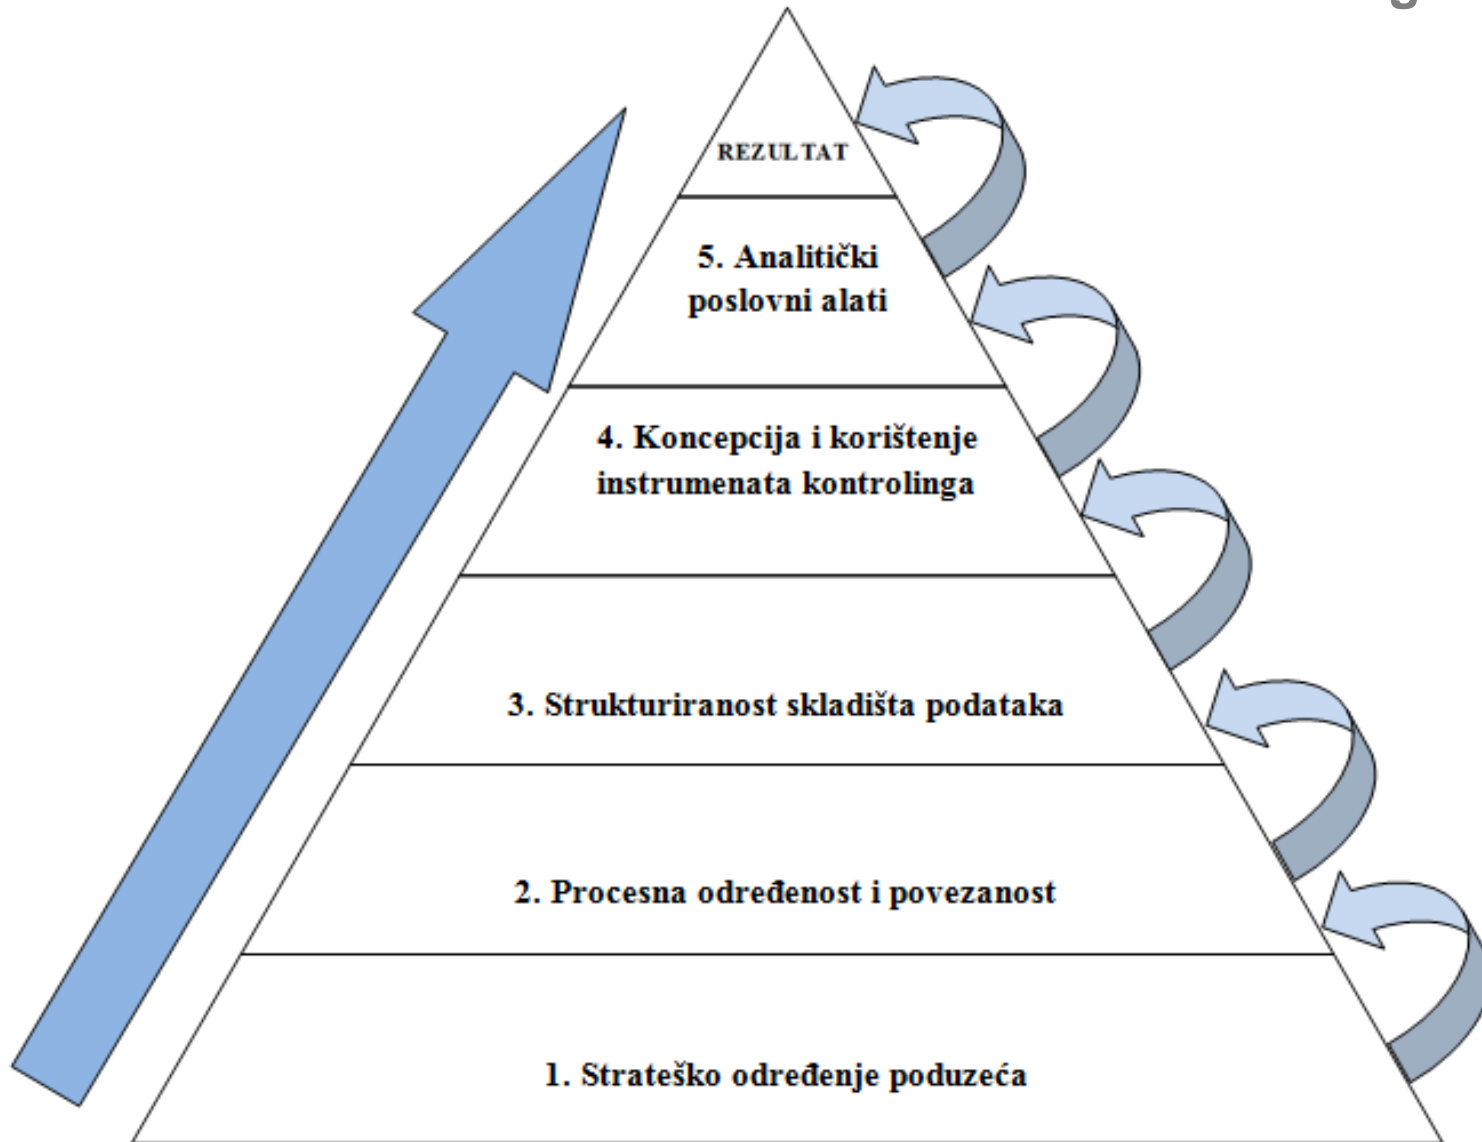 REZULTAT
5. Analitički
poslovni alati
4. Koncepcija i korištenje
instrumenata kontrolinga
3. Strukturiranost skladišta podataka
2. Procesna određenost i povezanost
1. Strateško određenje poduzeća